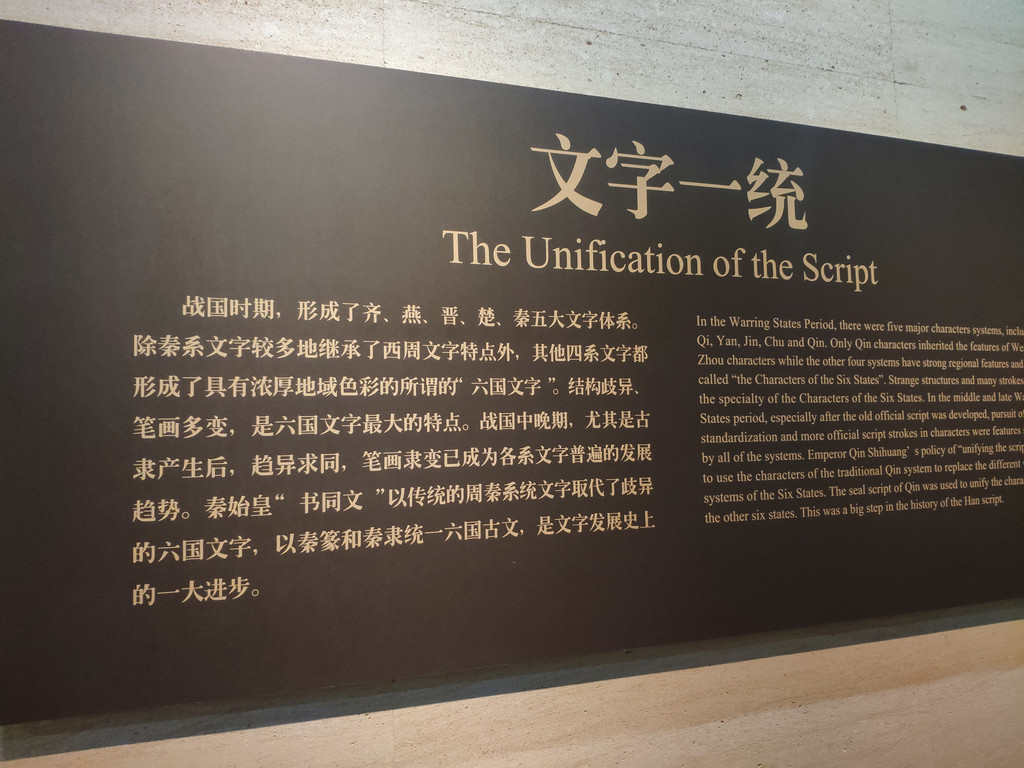 文字一统
The Unification of the Script
战国时期，形成了齐、燕、晋、楚、秦五大文字体系。
除秦系文字较多地继承了西周文字特点外，其他四系文字都
形成了具有浓厚地域色彩的所谓的“六国文字”。结构歧异、
笔画多变，是六国文字最大的特点。战国中晚期，尤其是古
隶产生后，趋异求同，笔画隶变已成为各系文字普遍的发展
趋势。秦始皇“书同文”以传统的周秦系统文字取代了歧异
的六国文字，以秦篆和秦隶统一六国古文，是文字发展史上
的一大进步。
In the Warring States Period, there were five major characters systems,
Qi, Yan, Jin, Chu and Qin. Only Qin characters inherited the features of
Zhou characters while the other four systems have strong regional features and
called “the Characters of the Six States”. Strange structures and many strokes
the specialty of the Characters of the Six States. In the middle and late
States period, especially after the old official script was developed, pursuit of
standardization and more official script strokes in characters were features
by all of the systems. Emperor Qin Shihuang’s policy of “unifying the
to use the characters of the traditional Qin system to replace the different
systems of the Six States. The seal script of Qin was used to unify the
the other six states. This was a big step in the history of the Han script.